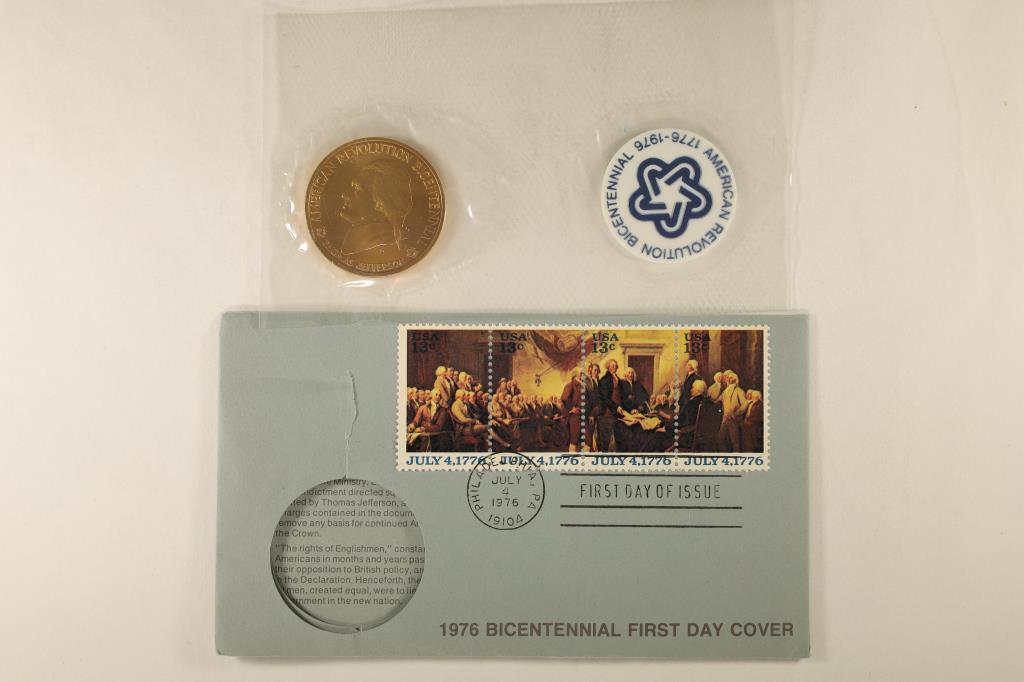 AMERICAN REVOLUTION BICENTENNIAL
THOMAS JEFFERSON
AMERICAN REVOLUTION BICENTENNIAL 1776-1976
USA 13c
USA 13c
USA 13c
USA 13c
JULY 4, 1776 JULY 4, 1776 JULY 4, 1776 JULY 4, 1776
PHILADELPHIA, PA
JULY
4
1976
19104
FIRST DAY OF ISSUE
Ministry.
indictment directed
by Thomas Jefferson,
charges contained in the
remove any basis for continued
the Crown.
"The rights of Englishmen,"
Americans in months and years
their opposition to British policy,
in the Declaration. Henceforth, the
men, created equal, were to
in the new nation.
1976 BICENTENNIAL FIRST DAY COVER